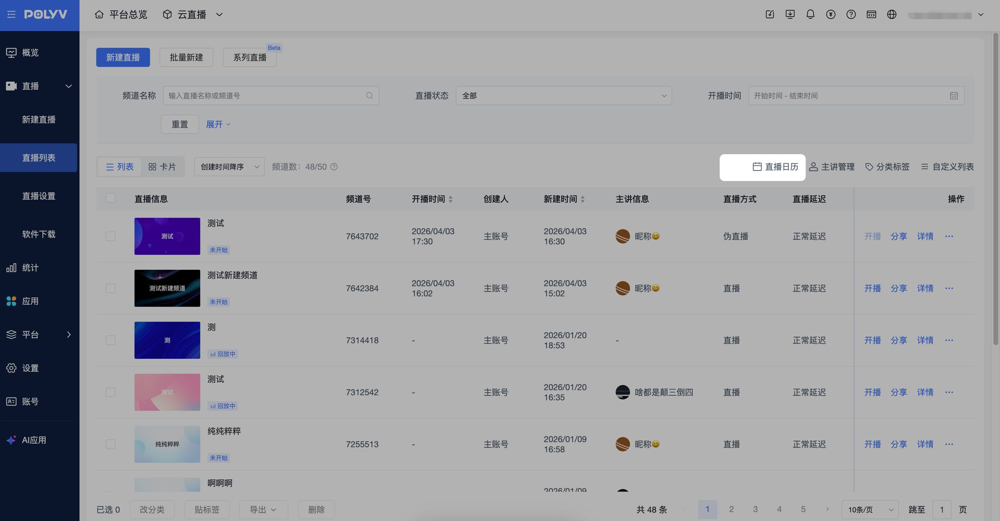 POLYV
平台总览
云直播
概览
直播
新建直播
直播列表
直播设置
软件下载
统计
应用
平台
设置
账号
AI应用
新建直播
批量新建
系列直播
Beta
频道名称
输入直播名称或频道号
直播状态
全部
开播时间
开始时间 - 结束时间
重置
展开
列表
卡片
创建时间降序
频道数: 48/50
直播日历
主讲管理
分类标签
自定义列表
直播信息 频道号 开播时间 创建人 新建时间 主讲信息 直播方式 直播延迟 操作
测试
测试
未开始
7643702
2026/04/03
17:30
主账号
2026/04/03
16:30
昵称😆
伪直播
正常延迟
开播 分享 详情 ···
测试新建频道
测试新建频道
未开始
7642384
2026/04/03
16:02
主账号
2026/04/03
15:02
昵称😆
直播
正常延迟
开播 分享 详情 ···
测
测
回放中
7314418
-
主账号
2026/01/20
18:53
-
直播
正常延迟
开播 分享 详情 ···
测试
测试
回放中
7312542
-
主账号
2026/01/20
16:35
啥都是颠三倒四
直播
正常延迟
开播 分享 详情 ···
纯纯粹粹
纯纯粹粹
未开始
7255513
-
主账号
2026/01/09
16:58
昵称😆
直播
正常延迟
开播 分享 详情 ···
啊啊啊
2026/01/09
已选 0
改分类
贴标签
导出
删除
共 48 条
1 2 3 4 5
10条/页
跳至 1 页